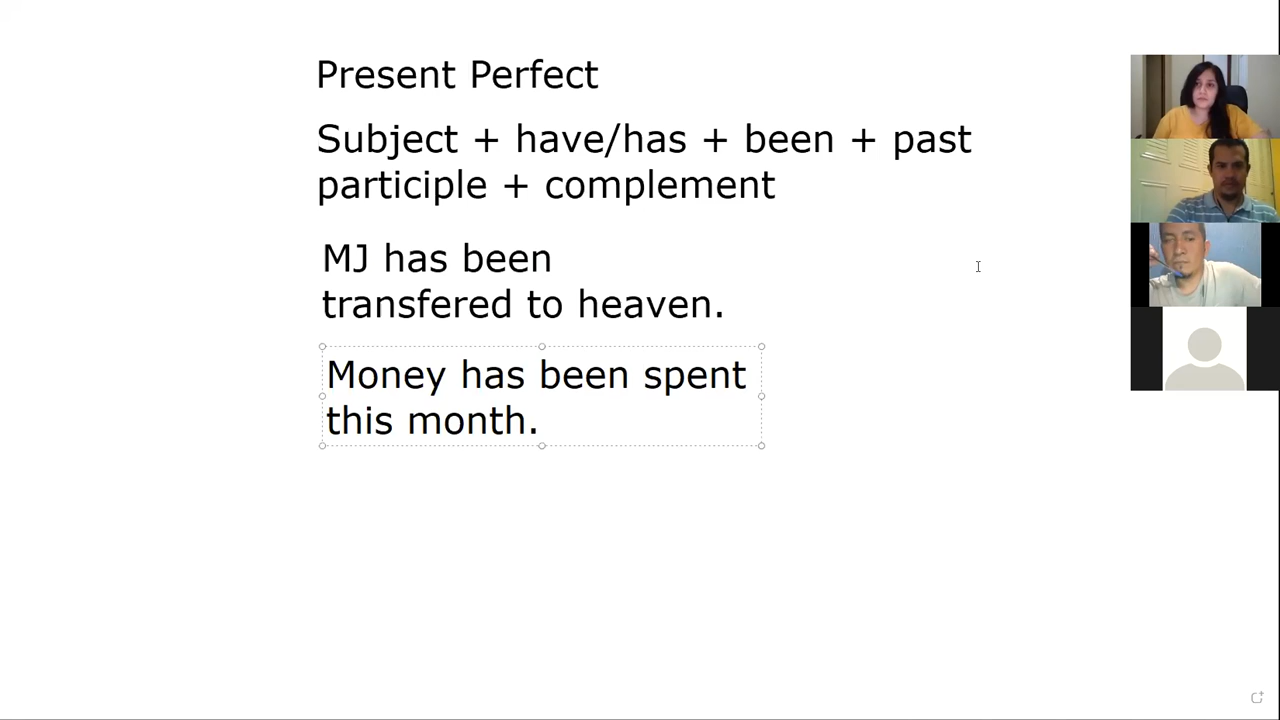 Present Perfect
Subject + have/has + been + past
participle + complement
MJ has been
transfered to heaven.
Money has been spent
this month.